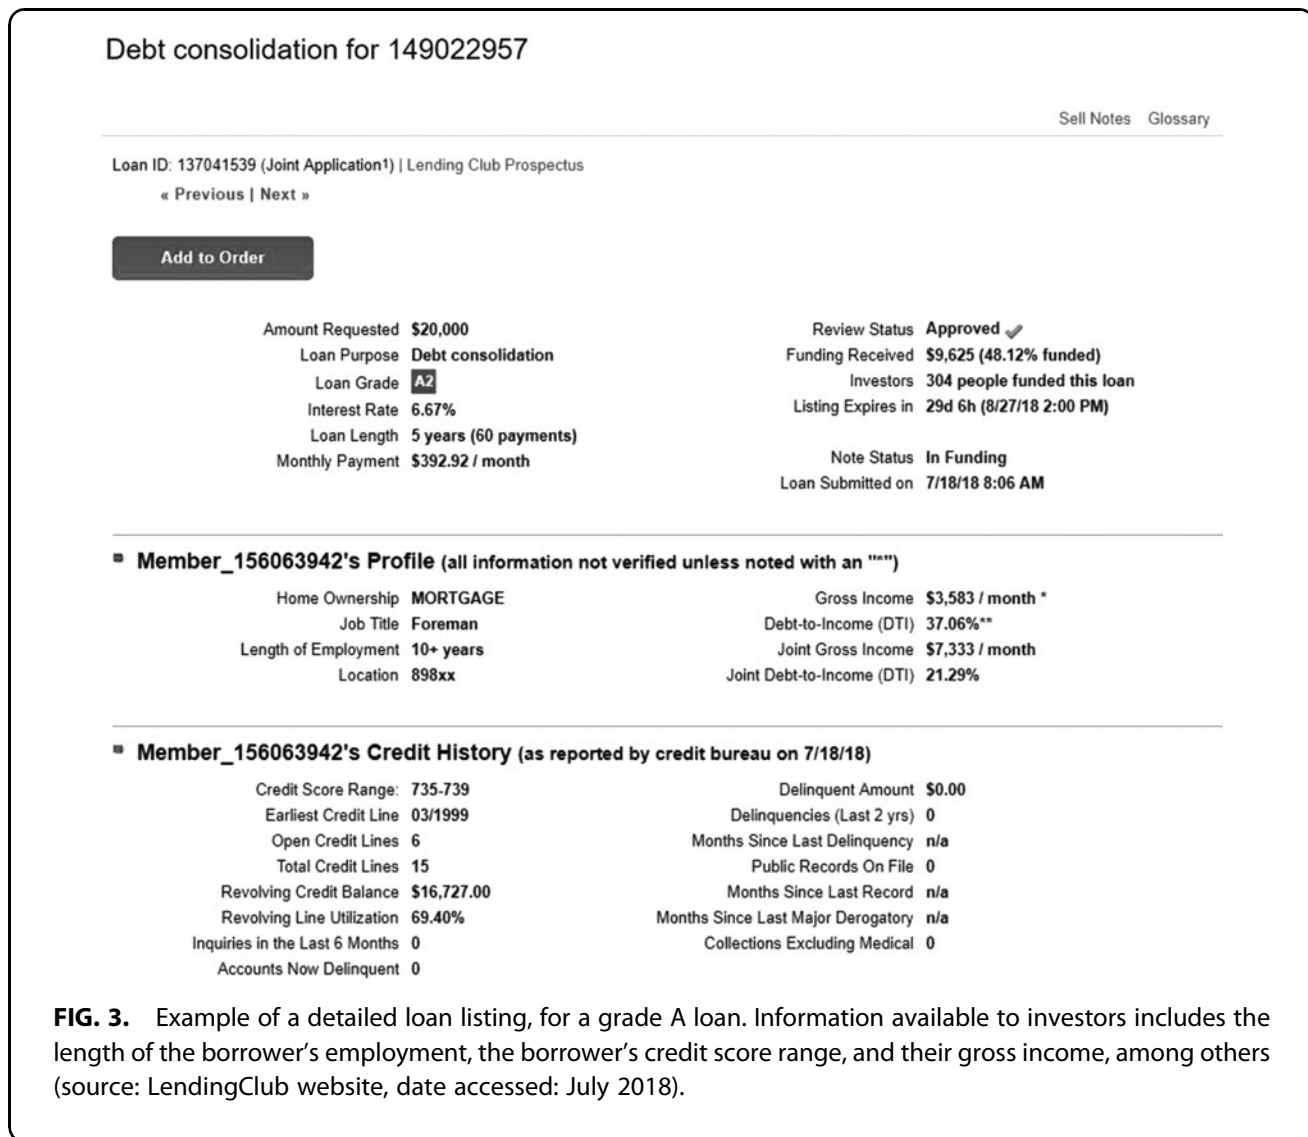 Debt consolidation for 149022957
Sell Notes Glossary
Loan ID: 137041539 (Joint Application1) | Lending Club Prospectus
« Previous | Next »
Add to Order
Amount Requested $20,000
Loan Purpose Debt consolidation
Loan Grade A2
Interest Rate 6.67%
Loan Length 5 years (60 payments)
Monthly Payment $392.92 / month
Review Status Approved
Funding Received $9,625 (48.12% funded)
Investors 304 people funded this loan
Listing Expires in 29d 6h (8/27/18 2:00 PM)
Note Status In Funding
Loan Submitted on 7/18/18 8:06 AM
Member_156063942's Profile (all information not verified unless noted with an "*")
Home Ownership MORTGAGE
Job Title Foreman
Length of Employment 10+ years
Location 898xx
Gross Income $3,583 / month *
Debt-to-Income (DTI) 37.06%**
Joint Gross Income $7,333 / month
Joint Debt-to-Income (DTI) 21.29%
Member_156063942's Credit History (as reported by credit bureau on 7/18/18)
Credit Score Range: 735-739
Earliest Credit Line 03/1999
Open Credit Lines 6
Total Credit Lines 15
Revolving Credit Balance $16,727.00
Revolving Line Utilization 69.40%
Inquiries in the Last 6 Months 0
Accounts Now Delinquent 0
Delinquent Amount $0.00
Delinquencies (Last 2 yrs) 0
Months Since Last Delinquency n/a
Public Records On File 0
Months Since Last Record n/a
Months Since Last Major Derogatory n/a
Collections Excluding Medical 0
FIG. 3. Example of a detailed loan listing, for a grade A loan. Information available to investors includes the
length of the borrower's employment, the borrower's credit score range, and their gross income, among others
(source: LendingClub website, date accessed: July 2018).